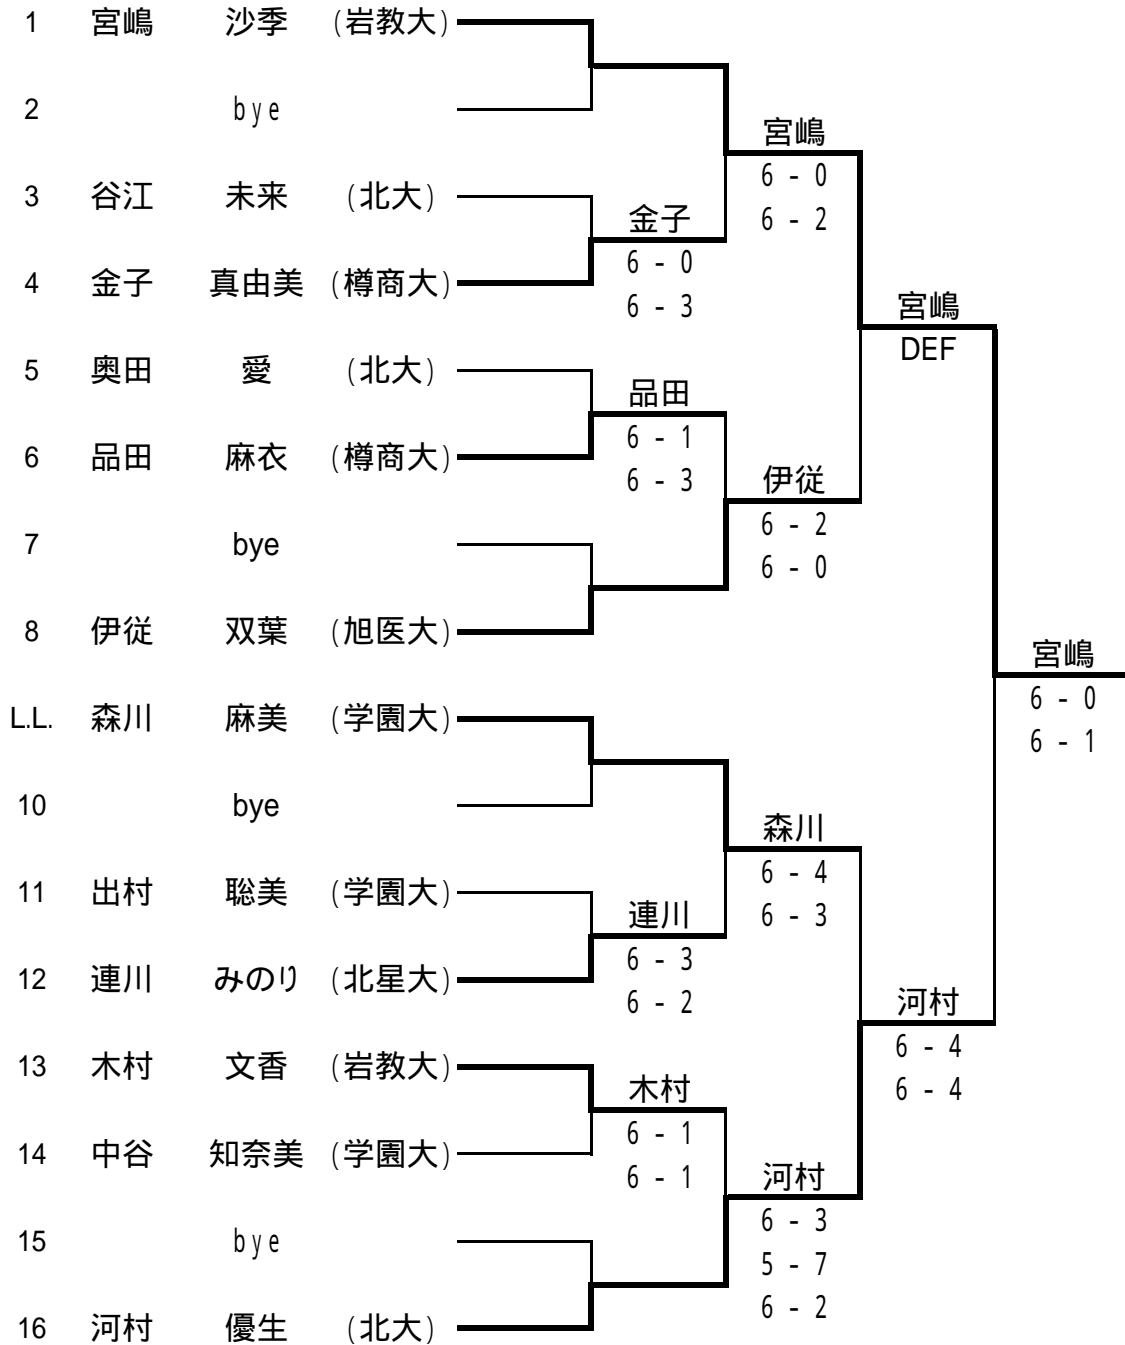 1 宮嶋 沙季 (岩教大)
2 bye
宮嶋
6 - 0
3 谷江 未来 (北大)
6 - 2
金子
6 - 0
4 金子 真由美 (樽商大)
6 - 3
宮嶋
DEF
5 奥田 愛 (北大)
品田
6 - 1
6 品田 麻衣 (樽商大)
6 - 3
伊従
6 - 2
7 bye
6 - 0
8 伊従 双葉 (旭医大)
宮嶋
6 - 0
L.L. 森川 麻美 (学園大)
6 - 1
10 bye
森川
6 - 4
11 出村 聡美 (学園大)
6 - 3
連川
6 - 3
12 連川 みのり (北星大)
6 - 2
河村
6 - 4
13 木村 文香 (岩教大)
6 - 4
木村
6 - 1
14 中谷 知奈美 (学園大)
6 - 1
河村
6 - 3
15 bye
5 - 7
6 - 2
16 河村 優生 (北大)